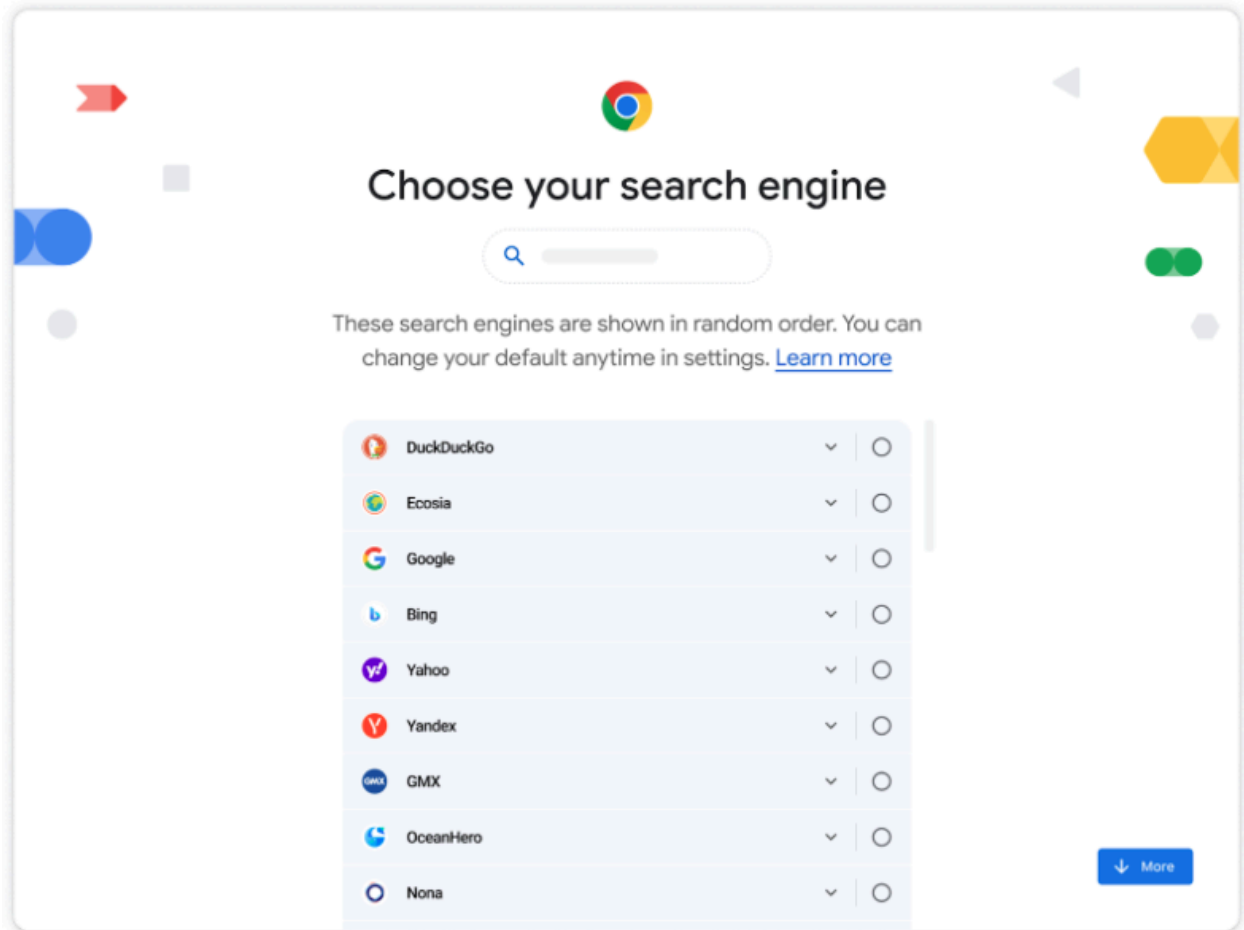 Choose your search engine
These search engines are shown in random order. You can
change your default anytime in settings. Learn more
DuckDuckGo
Ecosia
Google
Bing
Yahoo
Yandex
GMX
GMX
OceanHero
Nona
More